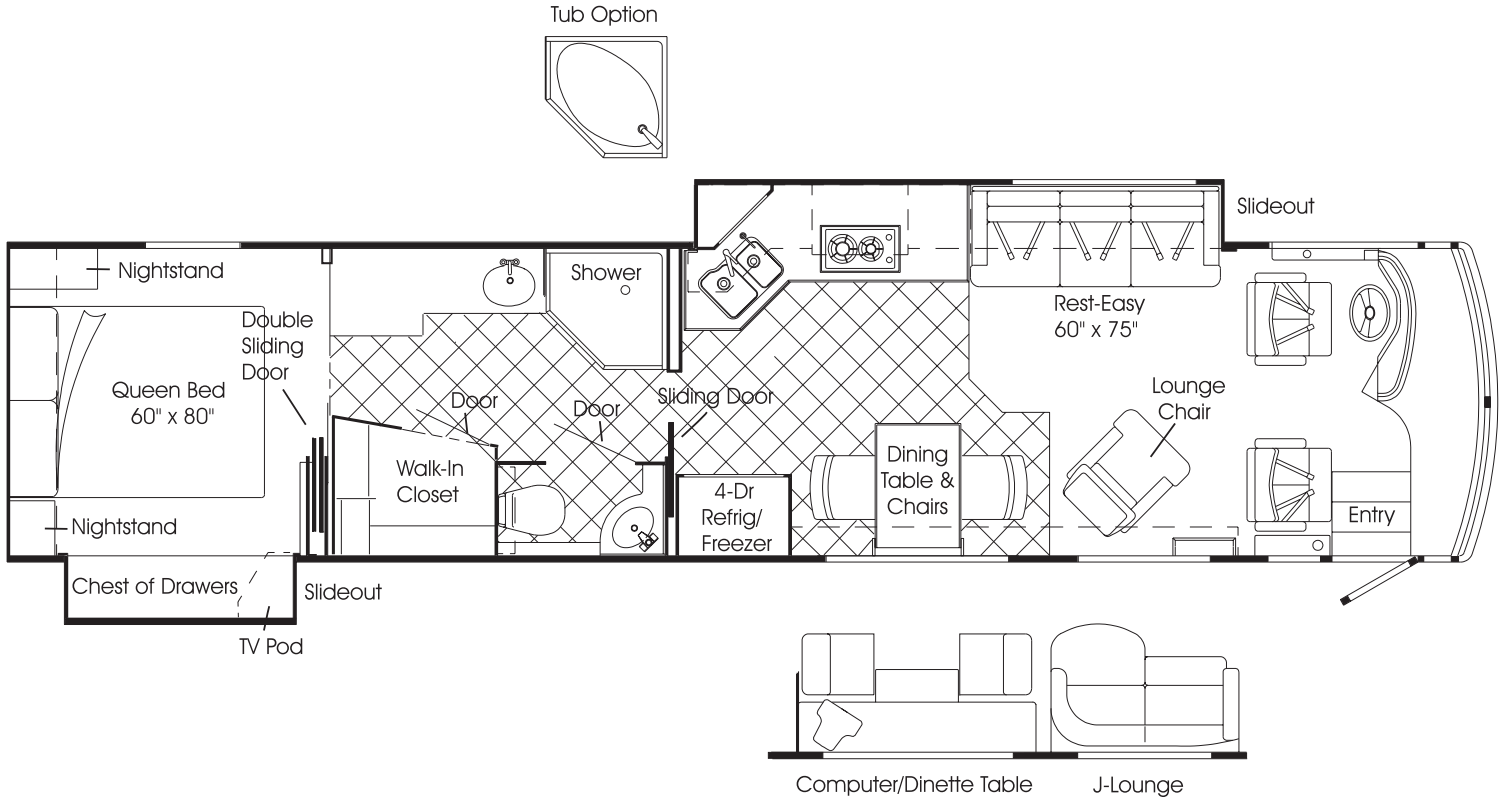 Tub Option
Slideout
Nightstand
Shower
Double
Sliding
Door
Rest-Easy
60" x 75"
Queen Bed
60" x 80"
Door
Door
Sliding Door
Lounge
Chair
Walk-In
Closet
Dining
Table &
Chairs
4-Dr
Refrig/
Freezer
Nightstand
Entry
Chest of Drawers
Slideout
TV Pod
Computer/Dinette Table
J-Lounge